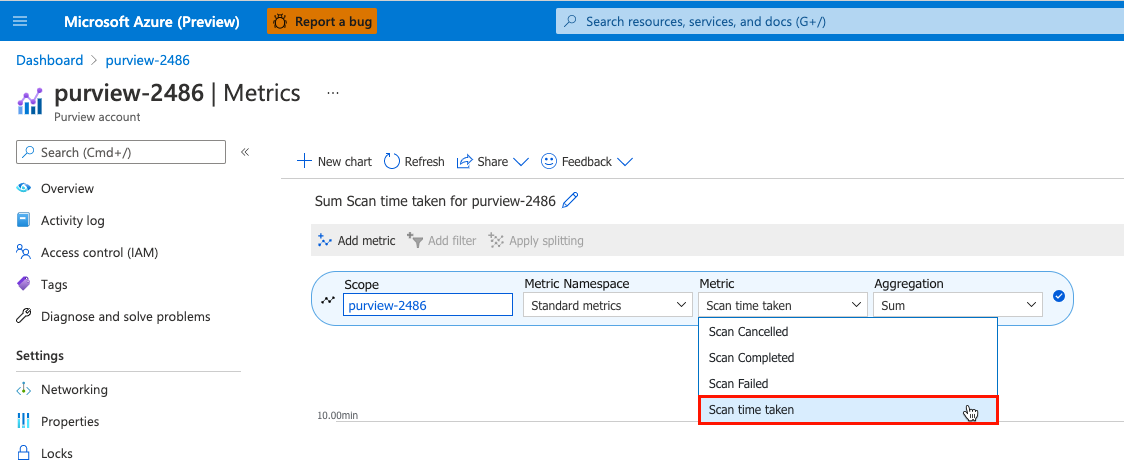 Microsoft Azure (Preview)
Report a bug
Search resources, services, and docs (G+/)
Dashboard > purview-2486
purview-2486 | Metrics ...
Purview account
Search (Cmd+/) «
Overview
Activity log
Access control (IAM)
Tags
Diagnose and solve problems
Settings
Networking
Properties
Locks
New chart Refresh Share Feedback
Sum Scan time taken for purview-2486
Add metric Add filter Apply splitting
Scope Metric Namespace Metric Aggregation
purview-2486 Standard metrics Scan time taken Sum
Scan Cancelled
Scan Completed
Scan Failed
Scan time taken
10.00min